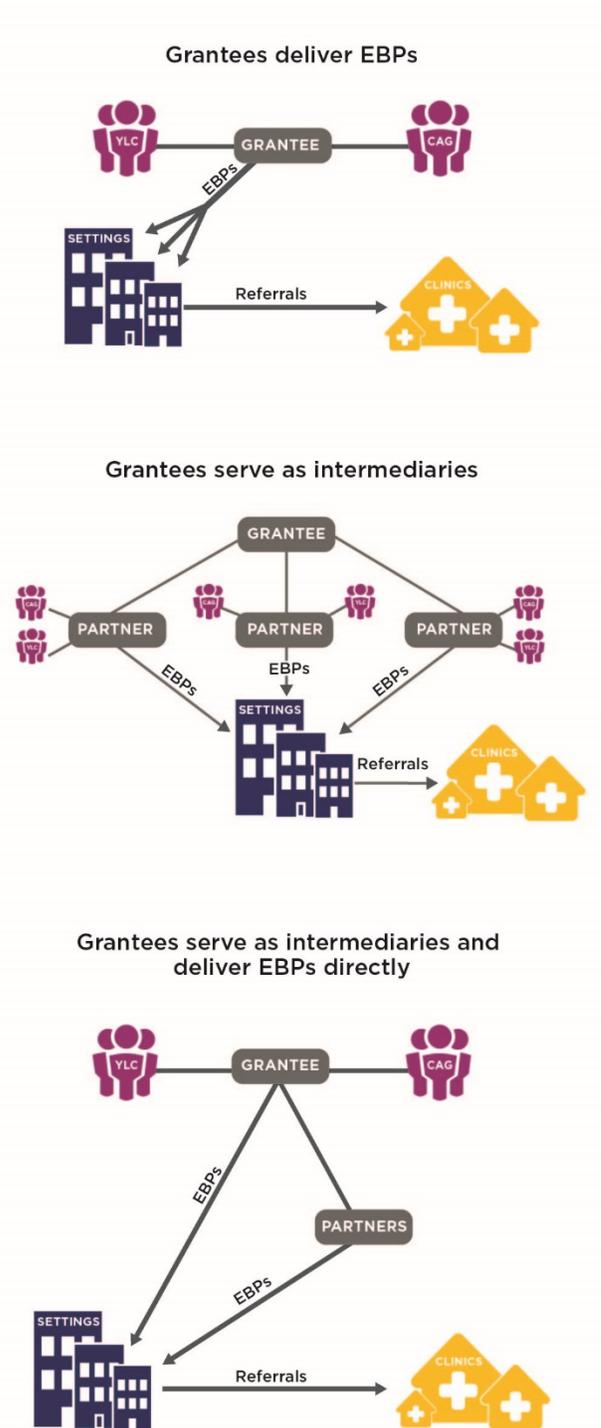 Grantees deliver EBPs
YLC
GRANTEE
CAG
EBPs
SETTINGS
Referrals
CLINICS
Grantees serve as intermediaries
GRANTEE
CAG
CAG
YLC
CAG
PARTNER
PARTNER
PARTNER
YLC
YLC
EBPs
EBPs
EBPs
SETTINGS
Referrals
CLINICS
Grantees serve as intermediaries and
deliver EBPs directly
YLC
GRANTEE
CAG
EBPs
PARTNERS
EBPs
SETTINGS
Referrals
CLINICS